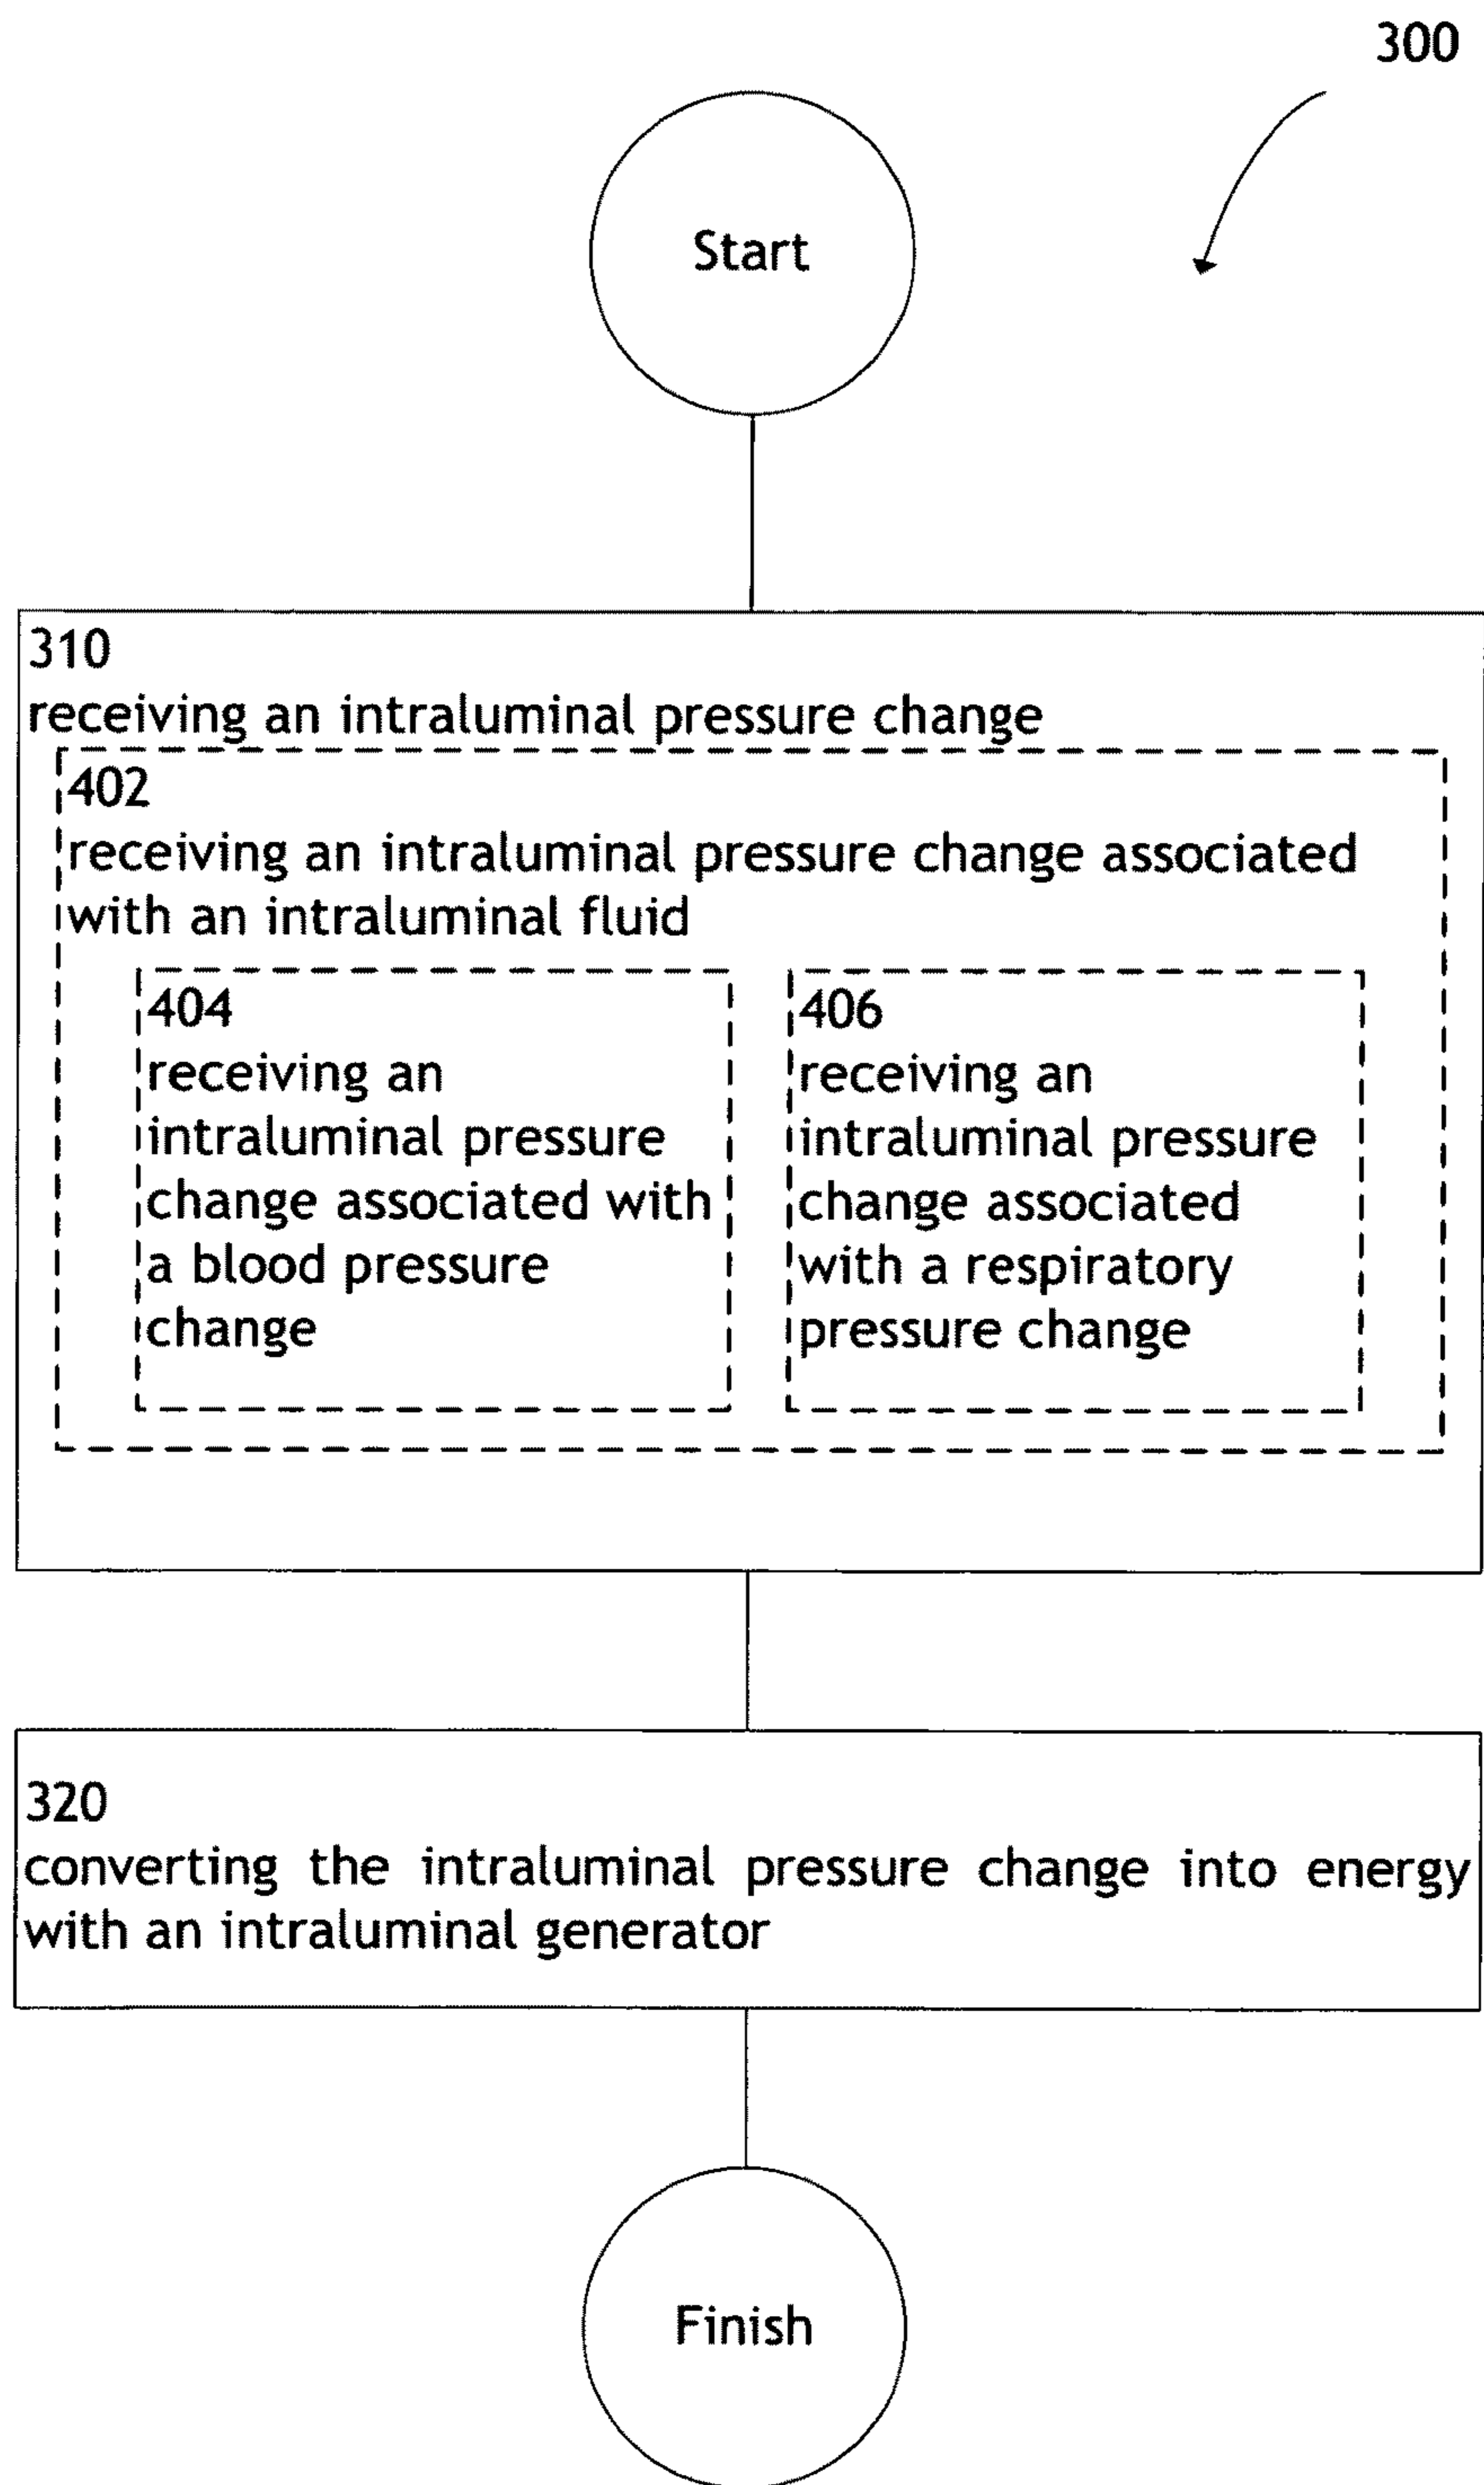 300
Start
310
receiving an intraluminal pressure change
402
receiving an intraluminal pressure change associated
with an intraluminal fluid
404
receiving an
intraluminal pressure
change associated with
a blood pressure
change
406
receiving an
intraluminal pressure
change associated
with a respiratory
pressure change
320
converting the intraluminal pressure change into energy
with an intraluminal generator
Finish